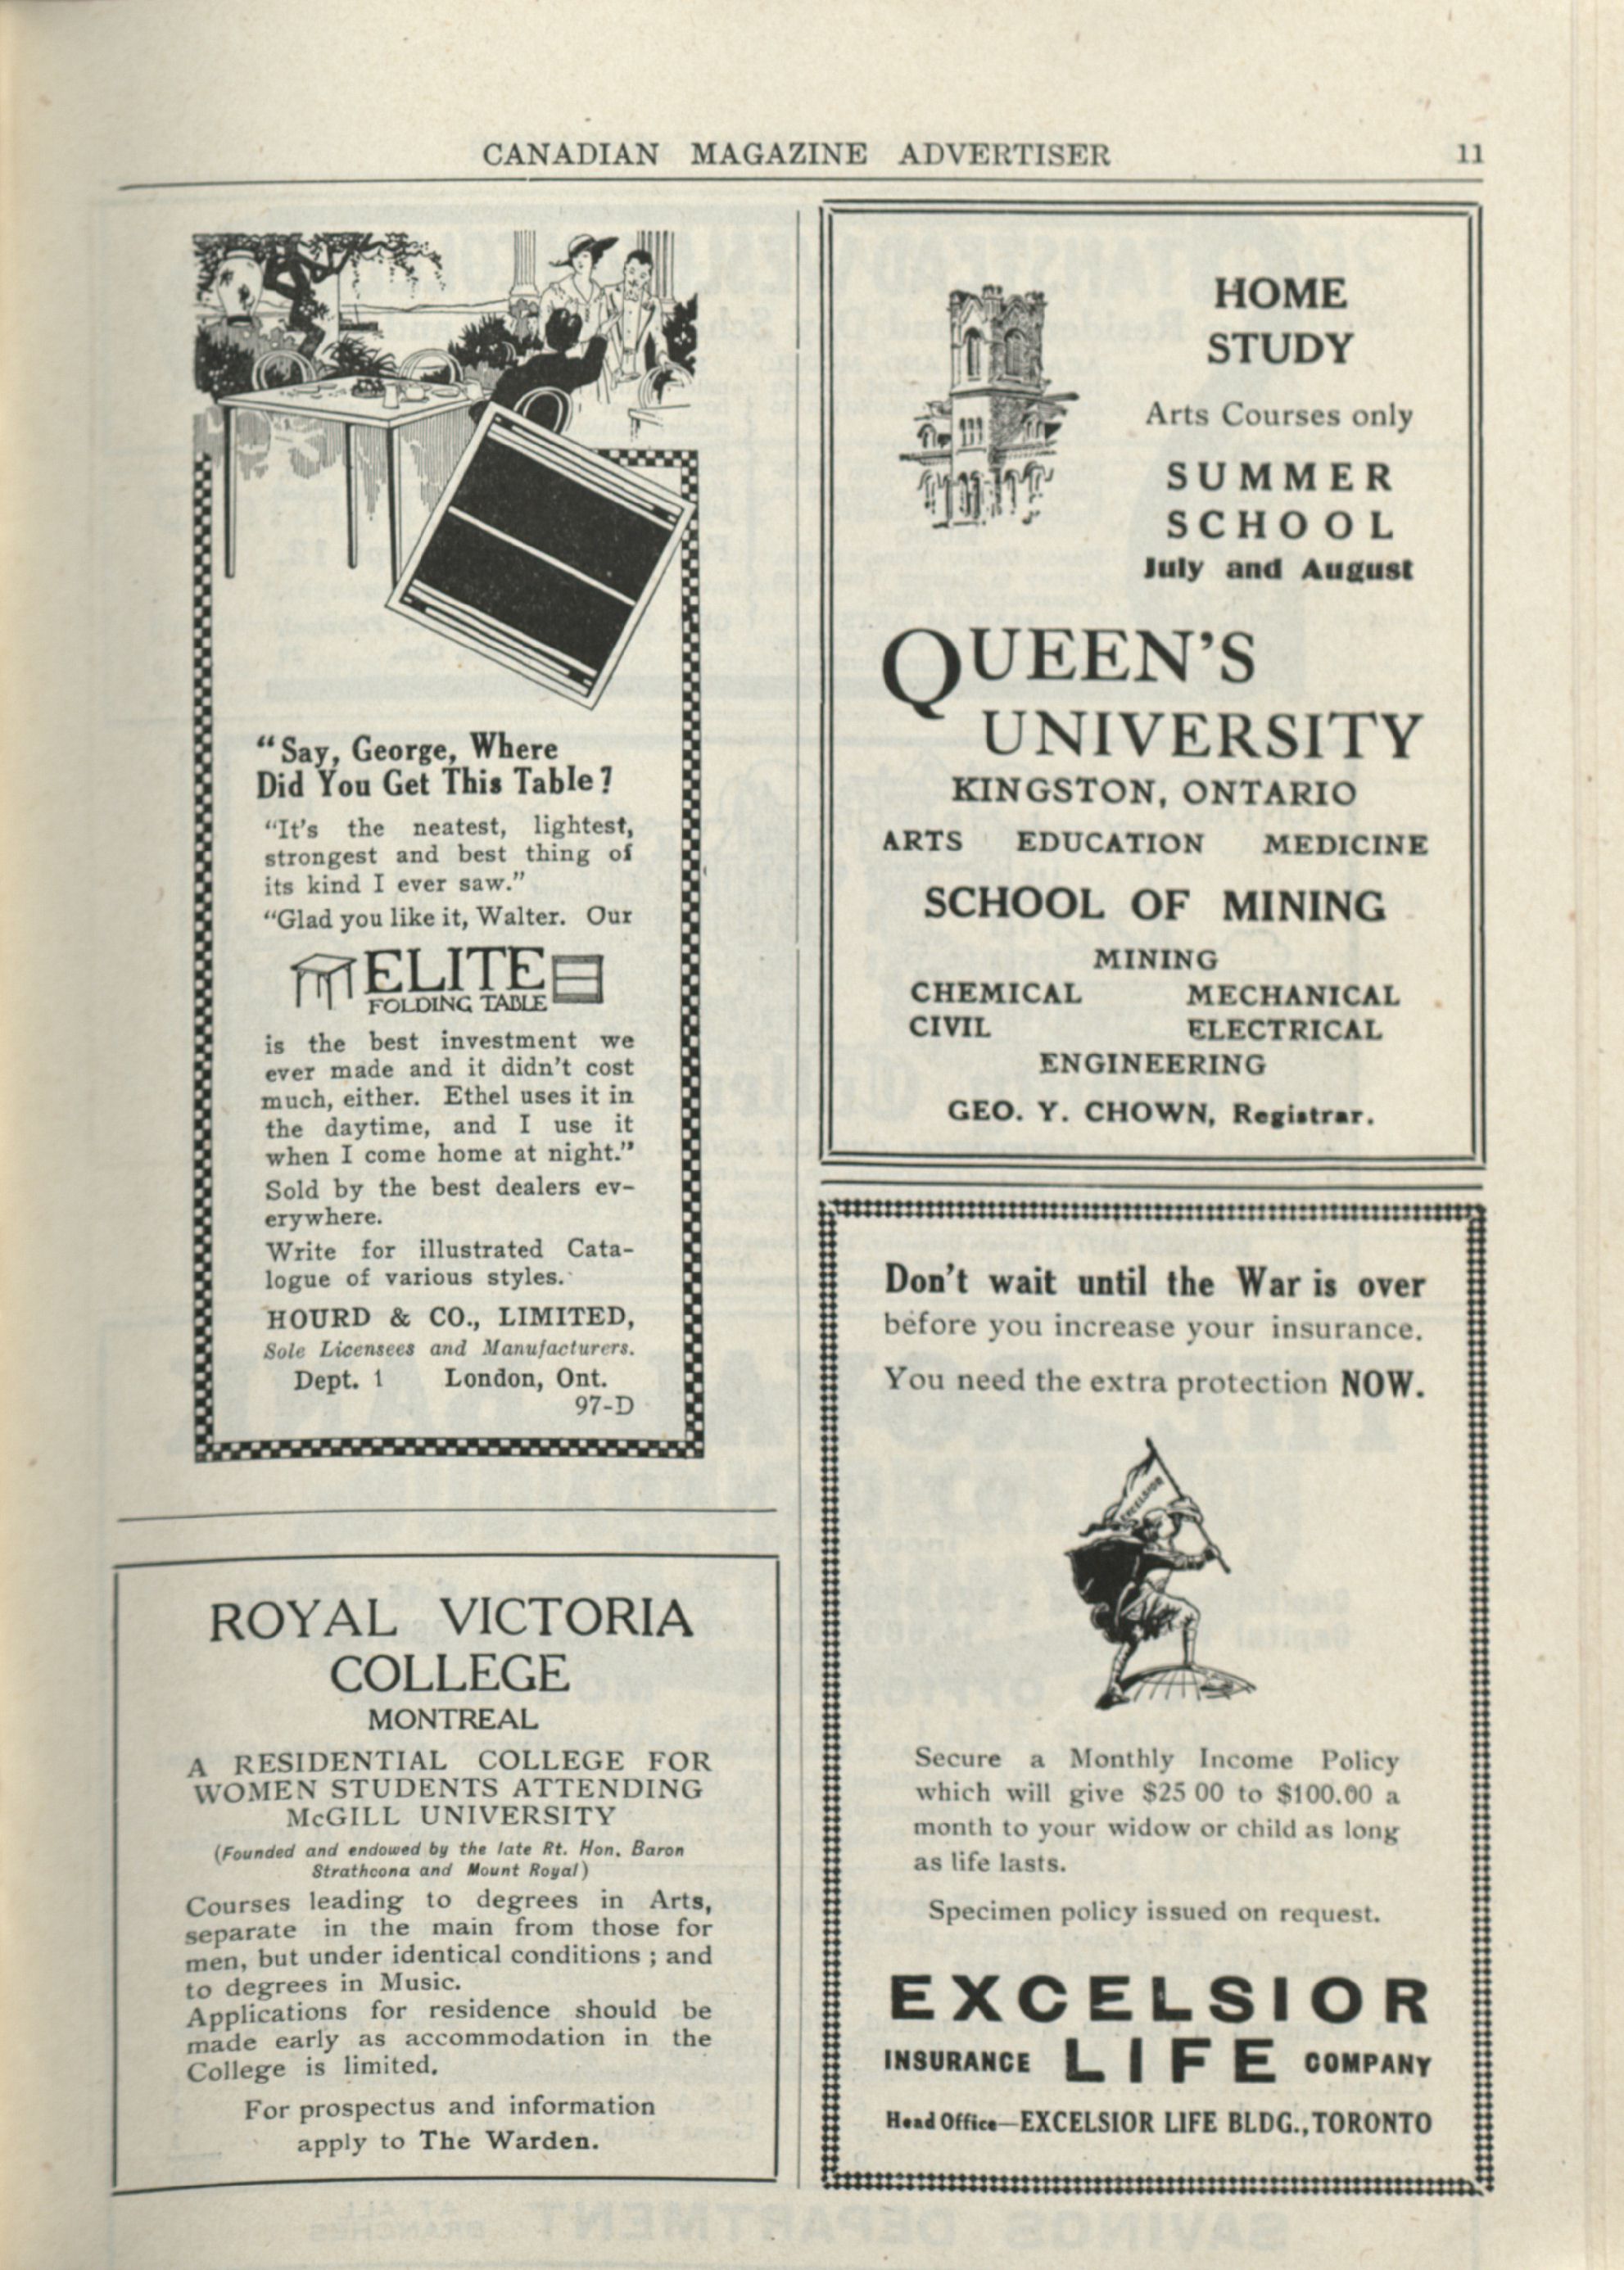 CANADIAN MAGAZINE ADVERTISER 11
"Say, George, Where
Did You Get This Table?
"It's the neatest, lightest,
strongest and best thing of
its kind I ever saw."
"Glad you like it, Walter. Our
ELITE
FOLDING TABLE
is the best investment we
ever made and it didn't cost
much, either. Ethel uses it in
the daytime, and I use it
when I come home at night."
Sold by the best dealers ev-
erywhere.
Write for illustrated Cata-
logue of various styles.
HOURD & CO., LIMITED,
Sole Licensees and Manufacturers.
Dept. 1 London, Ont.
97-D
ROYAL VICTORIA
COLLEGE
MONTREAL
A RESIDENTIAL COLLEGE FOR
WOMEN STUDENTS ATTENDING
McGILL UNIVERSITY
(Founded and endowed by the late Rt. Hon. Baron
Strathcona and Mount Royal)
Courses leading to degrees in Arts,
separate in the main from those for
men, but under identical conditions; and
to degrees in Music.
Applications for residence should be
made early as accommodation in the
College is limited.
For prospectus and information
apply to The Warden.
HOME
STUDY
Arts Courses only
SUMMER
SCHOOL
July and August
QUEEN'S
UNIVERSITY
KINGSTON, ONTARIO
ARTS EDUCATION MEDICINE
SCHOOL OF MINING
MINING
CHEMICAL MECHANICAL
CIVIL ELECTRICAL
ENGINEERING
GEO. Y. CHOWN, Registrar.
Don't wait until the War is over
before you increase your insurance.
You need the extra protection NOW.
EXCELSIOR
Secure a Monthly Income Policy
which will give $25 00 to $100.00 a
month to your widow or child as long
as life lasts.
Specimen policy issued on request.
EXCELSIOR
INSURANCE LIFE COMPANY
Head Office—EXCELSIOR LIFE BLDG., TORONTO